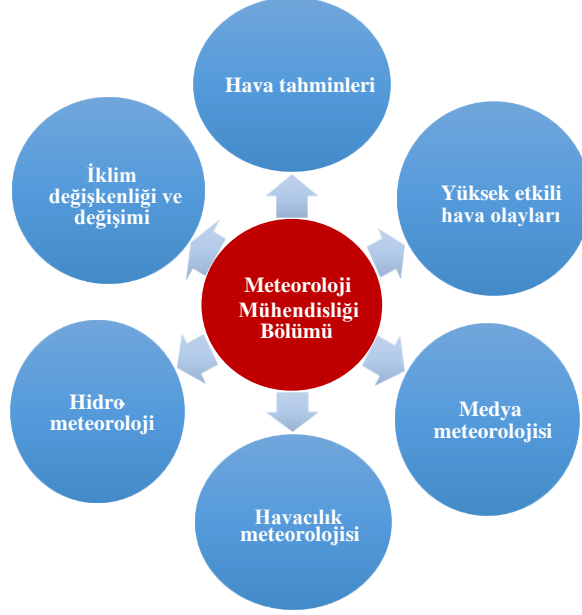 Hava tahminleri
Yüksek etkili
hava olayları
Medya
meteorolojisi
Havacılık
meteorolojisi
Hidro-
meteoroloji
İklim
değişkenliği ve
değişimi
Meteoroloji
Mühendisliği
Bölümü